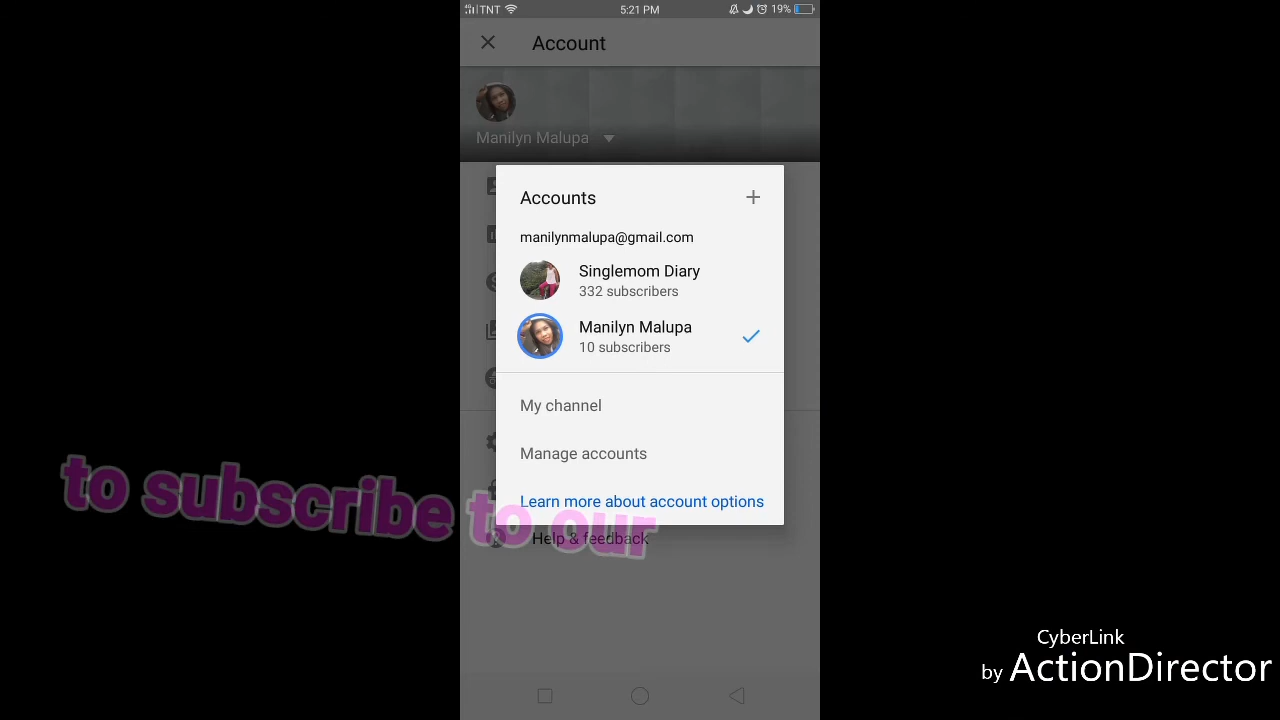 TNT
5:21 PM
19%
Account
Manilyn Malupa
Accounts
manilynmalupa@gmail.com
Singlemom Diary
332 subscribers
Manilyn Malupa
10 subscribers
My channel
Manage accounts
Learn more about account options
to subscribe to our
Help & feedback
CyberLink
by ActionDirector